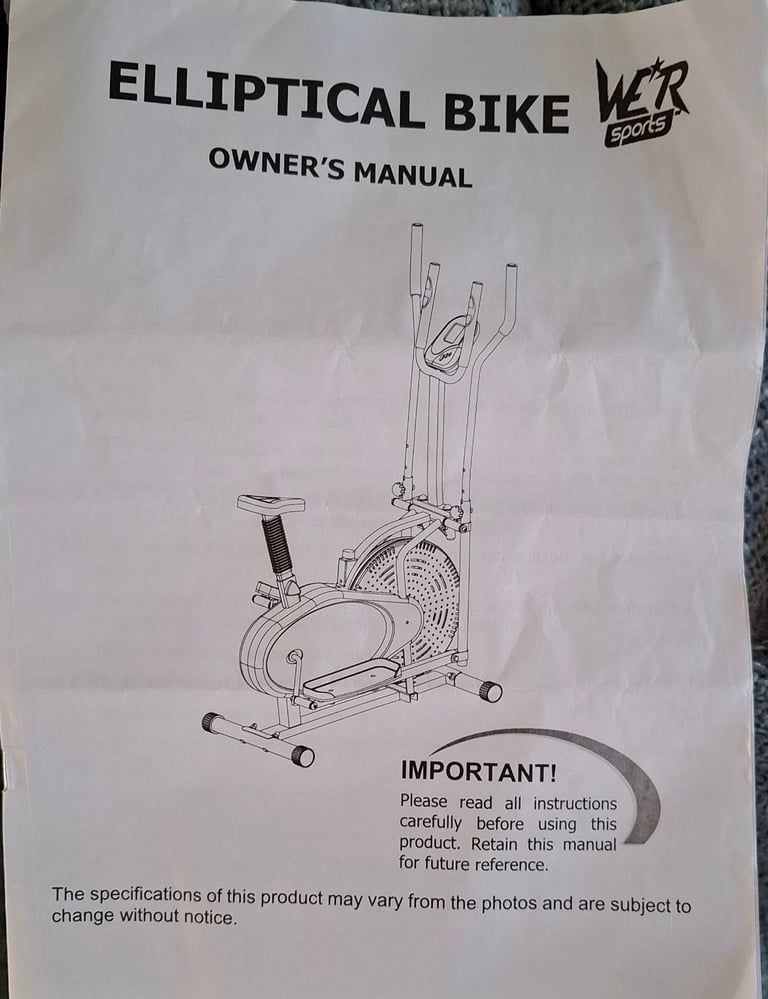 ELLIPTICAL BIKE
WE'R
sports
OWNER'S MANUAL
IMPORTANT!
Please read all instructions
carefully before using this
product. Retain this manual
for future reference.
The specifications of this product may vary from the photos and are subject to
change without notice.